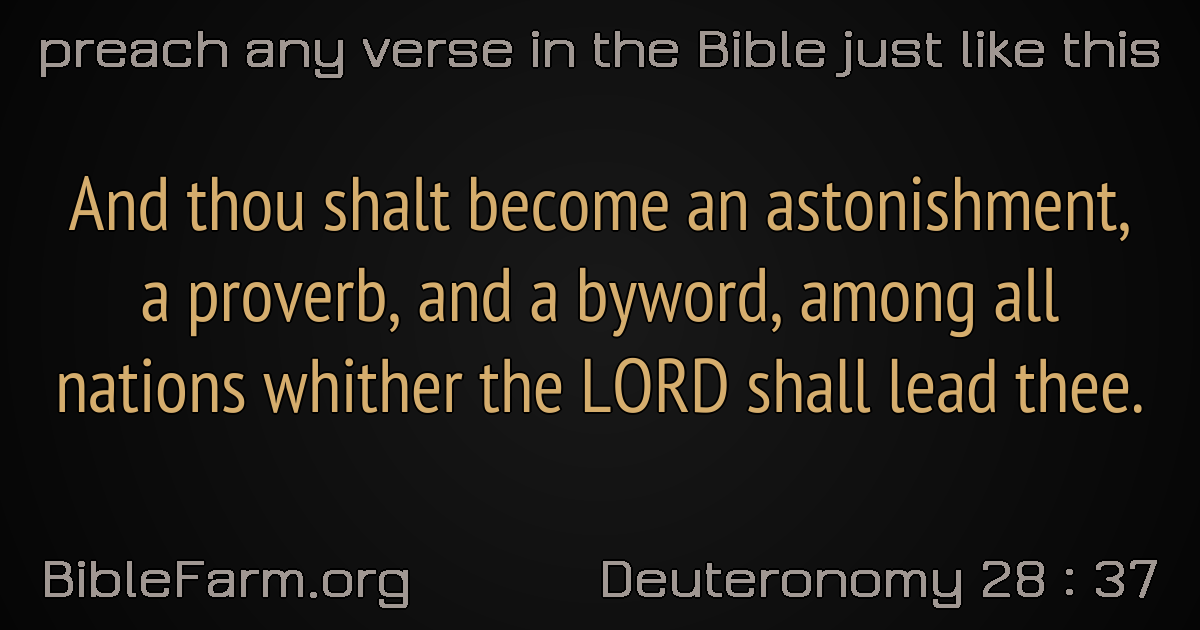 preach any verse in the Bible just like this
And thou shalt become an astonishment,
a proverb, and a byword, among all
nations whither the LORD shall lead thee.
BibleFarm.org
Deuteronomy 28 : 37